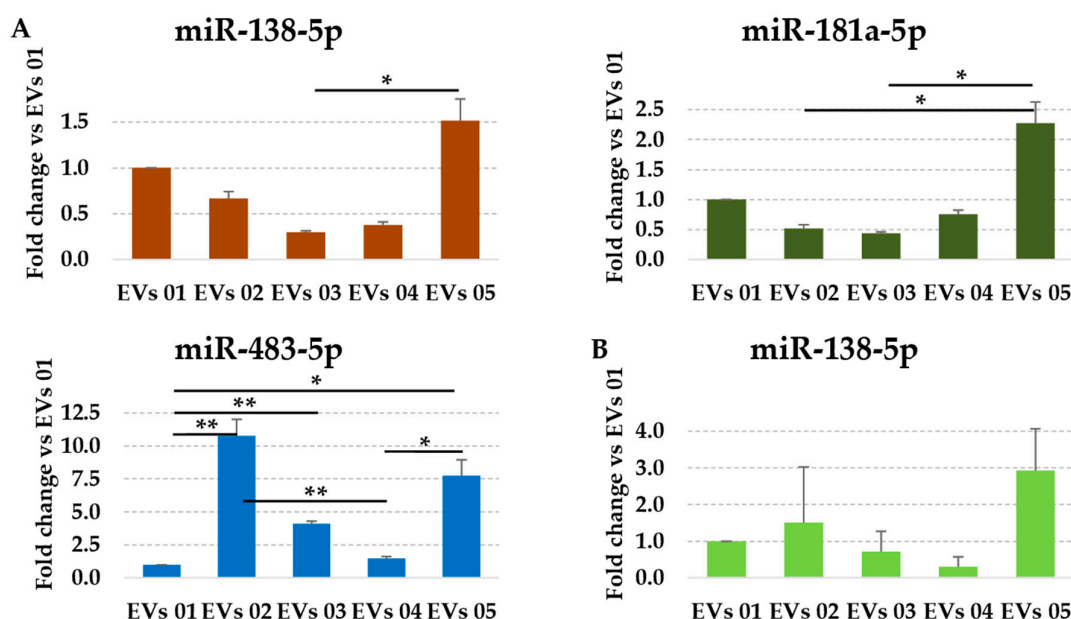 A
miR-138-5p
Fold change vs EVs 01
*
1.5
1.0
0.5
0.0
EVs 01 EVs 02 EVs 03 EVs 04 EVs 05
miR-181a-5p
Fold change vs EVs 01
*
*
2.5
2.0
1.5
1.0
0.5
0.0
EVs 01 EVs 02 EVs 03 EVs 04 EVs 05
miR-483-5p
Fold change vs EVs 01
*
**
**
*
**
12.5
10.0
7.5
5.0
2.5
0.0
EVs 01 EVs 02 EVs 03 EVs 04 EVs 05
B
miR-138-5p
Fold change vs EVs 01
4.0
3.0
2.0
1.0
0.0
EVs 01 EVs 02 EVs 03 EVs 04 EVs 05